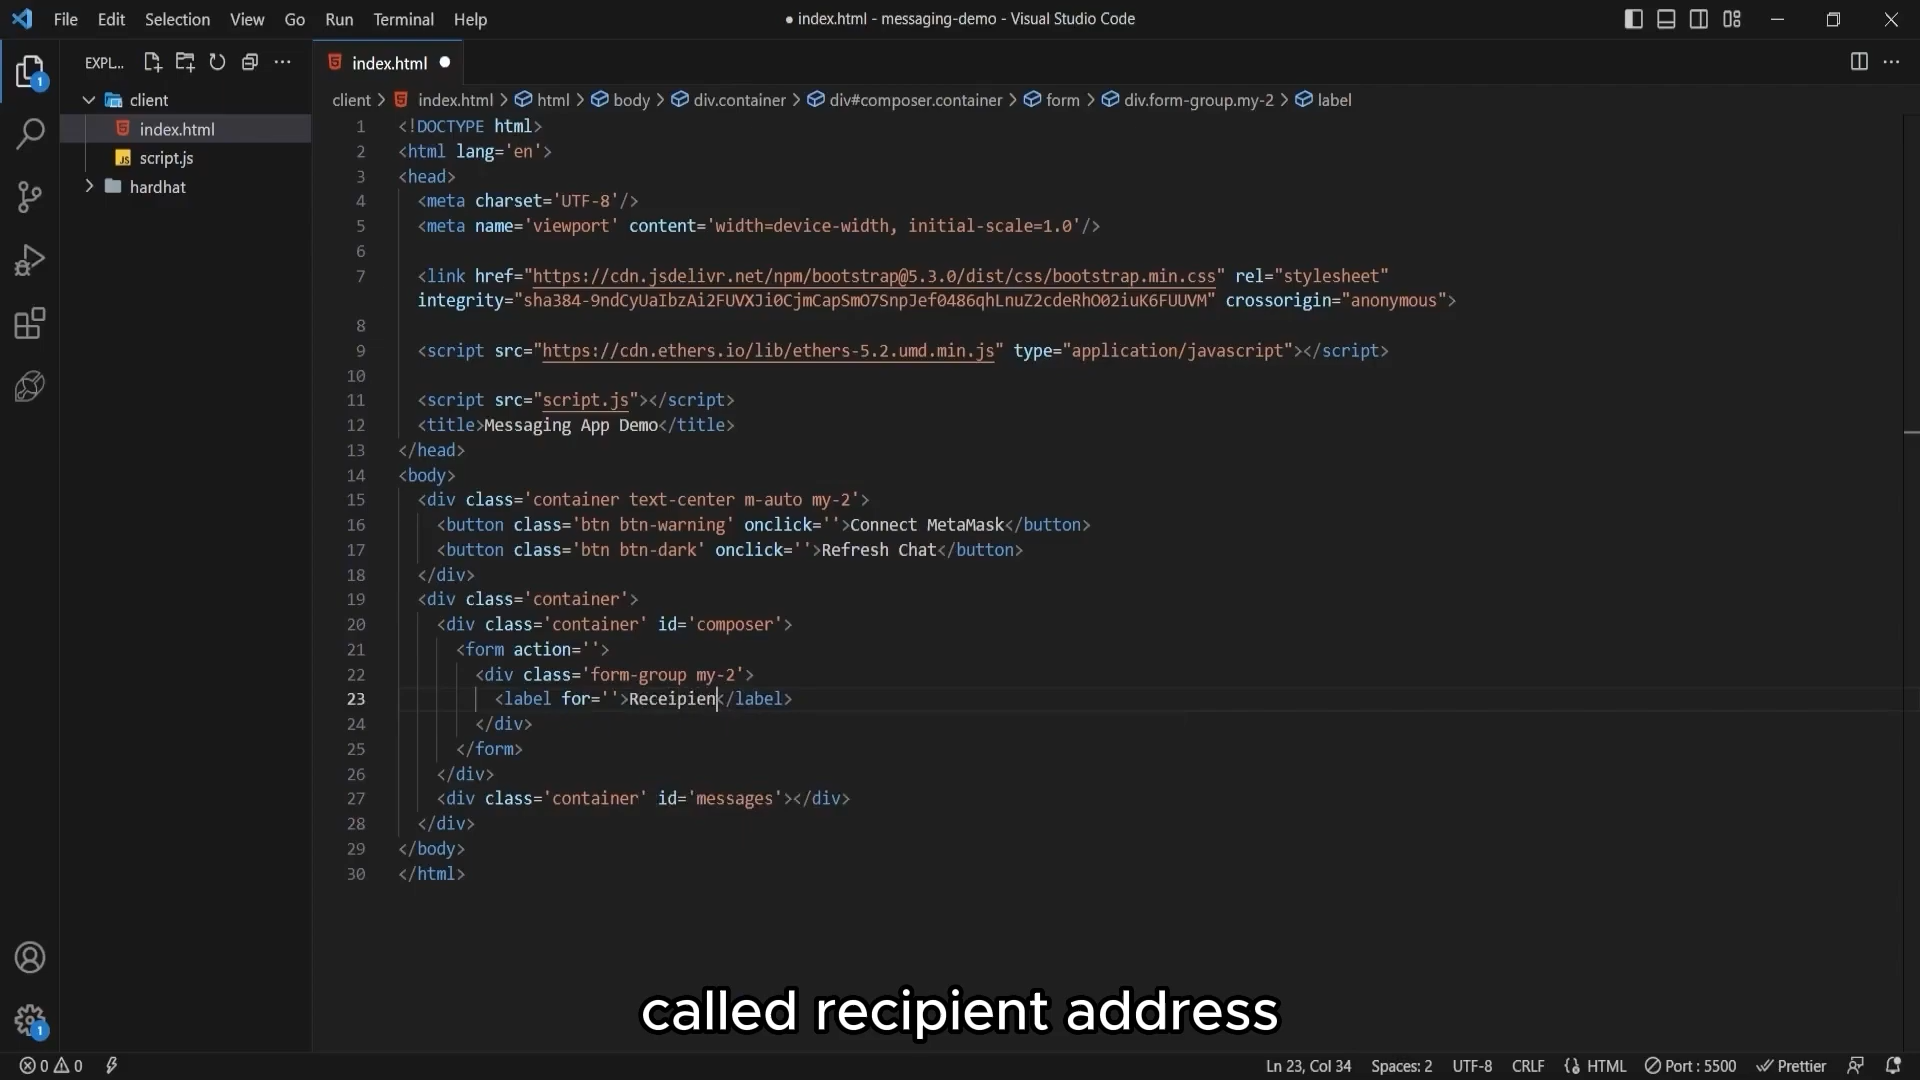 File Edit Selection View Go Run Terminal Help
● index.html - messaging-demo - Visual Studio Code
EXPL...
client
index.html
script.js
hardhat
1
1
index.html
client > index.html > html > body > div.container > div#composer.container > form > div.form-group.my-2 > label
1 <!DOCTYPE html>
2 <html lang='en'>
3 <head>
4 <meta charset='UTF-8'/>
5 <meta name='viewport' content='width=device-width, initial-scale=1.0'/>
6
7 <link href="https://cdn.jsdelivr.net/npm/bootstrap@5.3.0/dist/css/bootstrap.min.css" rel="stylesheet"
integrity="sha384-9ndCyUaIbzAi2FUVXJi0CjmCapSmO7SnpJef0486qhLnuZ2cdeRhO02iuK6FUUVM" crossorigin="anonymous">
8
9 <script src="https://cdn.ethers.io/lib/ethers-5.2.umd.min.js" type="application/javascript"></script>
10
11 <script src="script.js"></script>
12 <title>Messaging App Demo</title>
13 </head>
14 <body>
15 <div class='container text-center m-auto my-2'>
16 <button class='btn btn-warning' onclick=''>Connect MetaMask</button>
17 <button class='btn btn-dark' onclick=''>Refresh Chat</button>
18 </div>
19 <div class='container'>
20 <div class='container' id='composer'>
21 <form action=''>
22 <div class='form-group my-2'>
23 <label for=''>Receipien</label>
24 </div>
25 </form>
26 </div>
27 <div class='container' id='messages'></div>
28 </div>
29 </body>
30 </html>
called recipient address
0 0 Ln 23, Col 34 Spaces: 2 UTF-8 CRLF {} HTML Port : 5500 Prettier